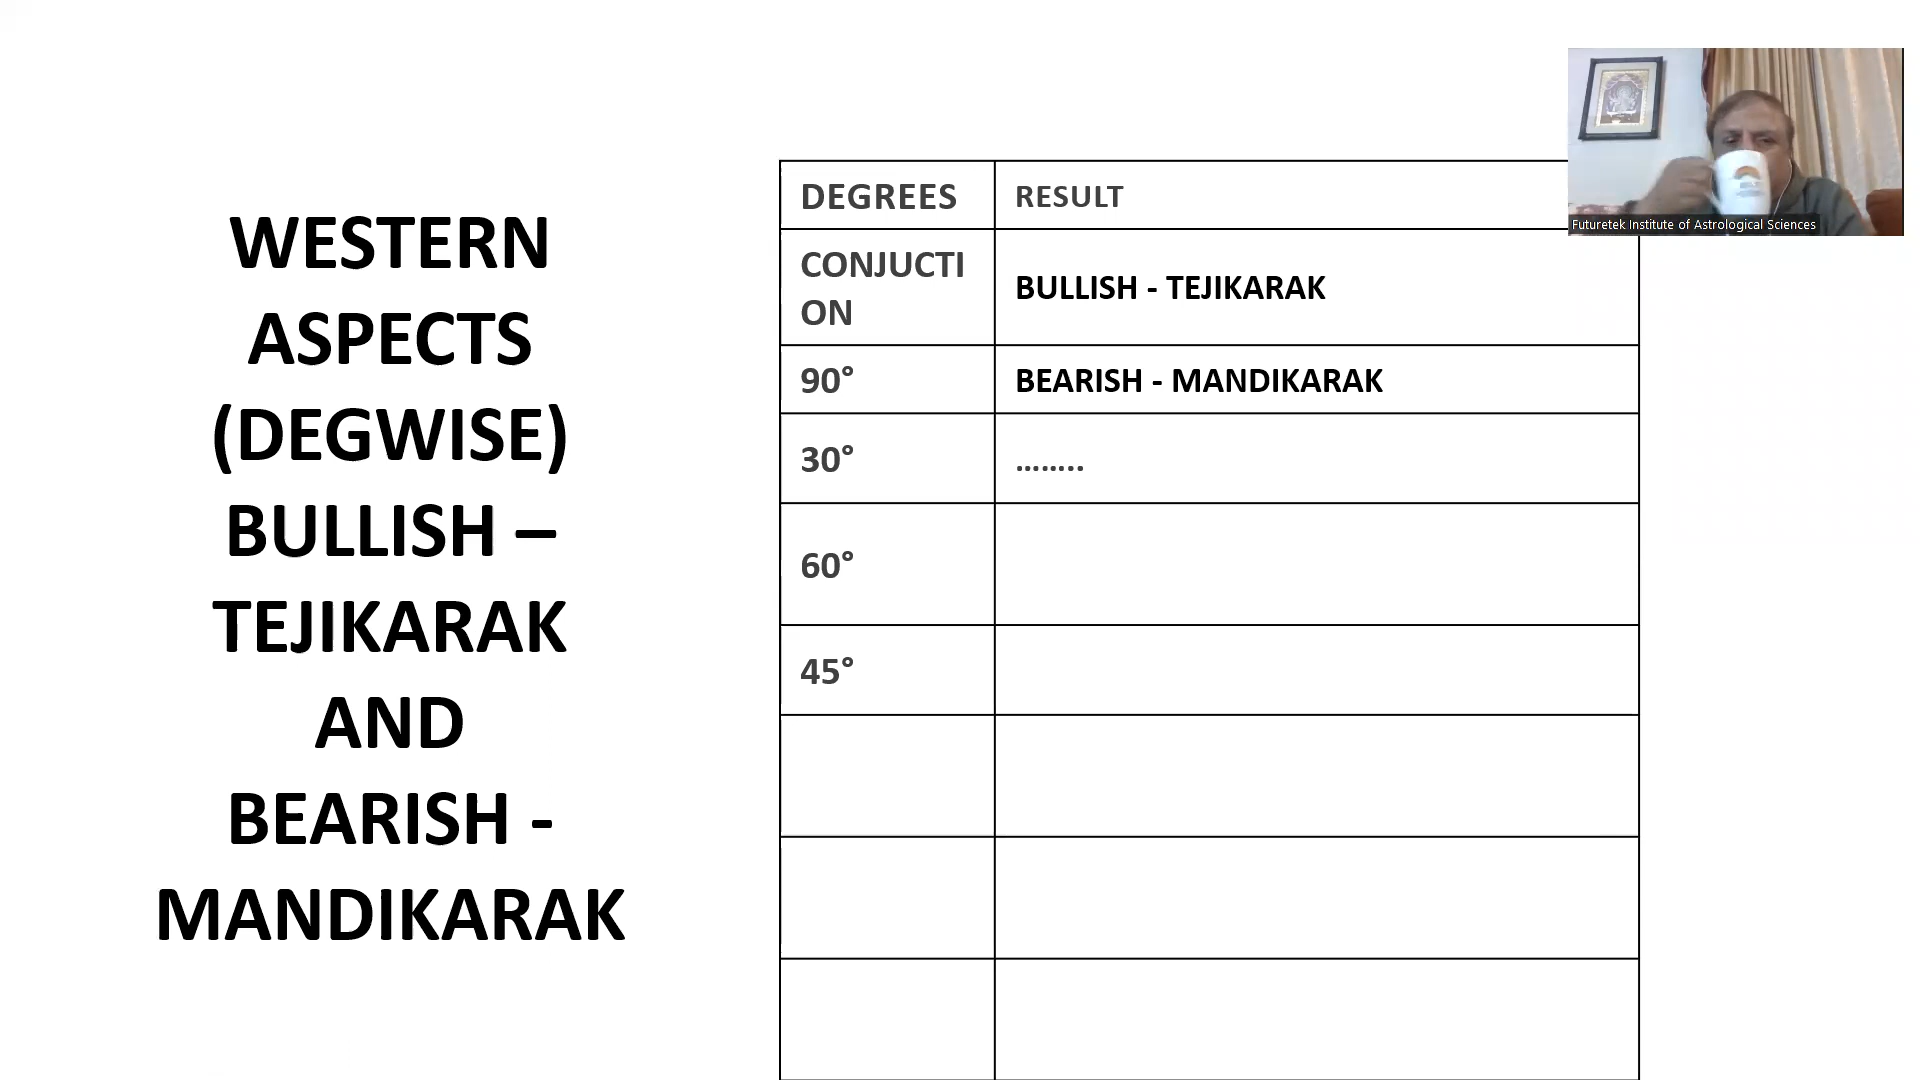 WESTERN
ASPECTS
(DEGWISE)
BULLISH –
TEJIKARAK
AND
BEARISH -
MANDIKARAK
DEGREES RESULT
CONJUCTI
ON
BULLISH - TEJIKARAK
90° BEARISH - MANDIKARAK
30° ........
60°
45°
Futuretek Institute of Astrological Sciences